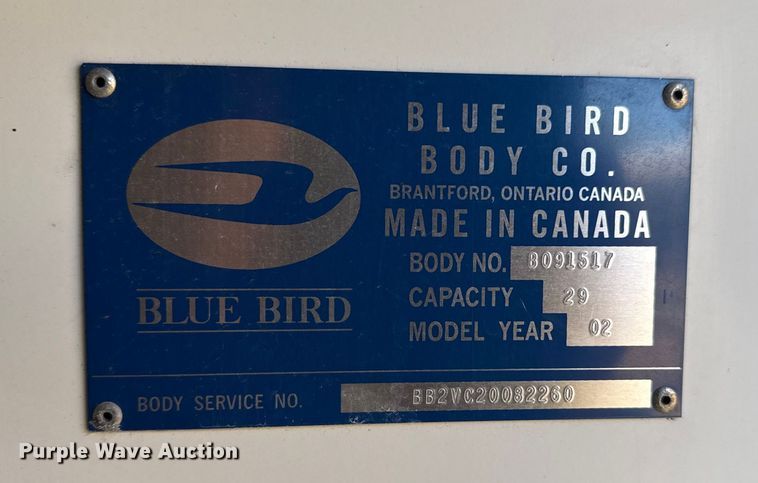 BLUE BIRD
BODY CO.
BRANTFORD, ONTARIO CANADA
MADE IN CANADA
BODY NO. 8091517
CAPACITY 29
MODEL YEAR 02
BLUE BIRD
BODY SERVICE NO. BB2VC20082260
Purple Wave Auction